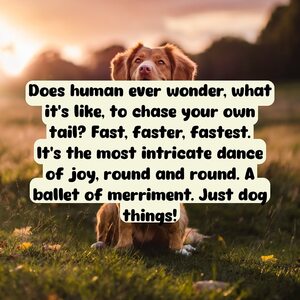 Does human ever wonder, what
it's like, to chase your own
tail? Fast, faster, fastest.
It's the most intricate dance
of joy, round and round. A
ballet of merriment. Just dog
things!